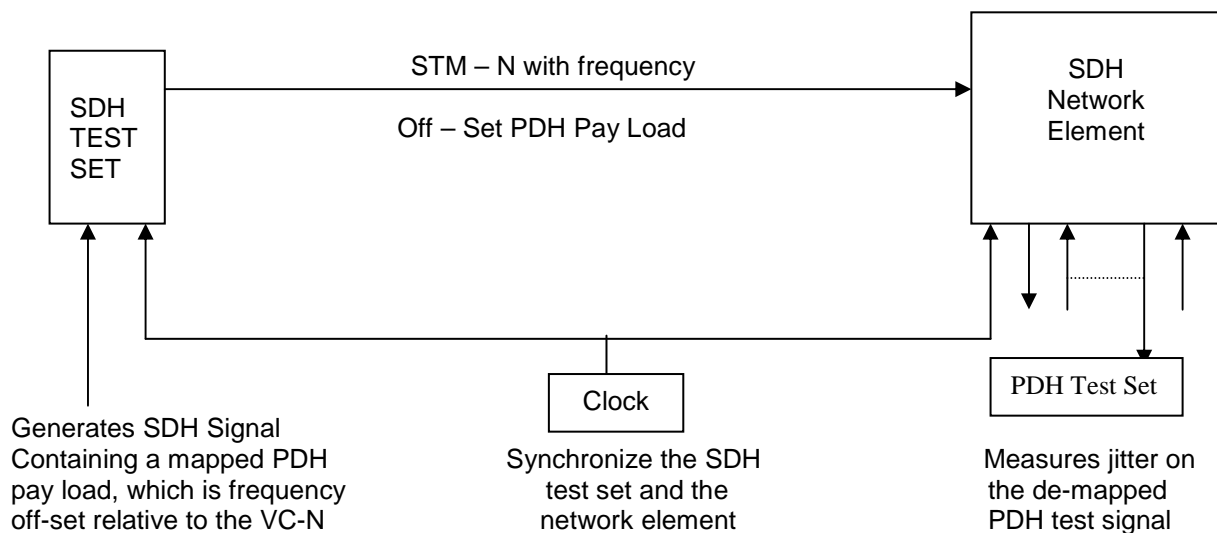 STM – N with frequency
Off – Set PDH Pay Load
SDH
TEST
SET
SDH
Network
Element
Clock
PDH Test Set
Generates SDH Signal
Containing a mapped PDH
pay load, which is frequency
off-set relative to the VC-N
Synchronize the SDH
test set and the
network element
Measures jitter on
the de-mapped
PDH test signal